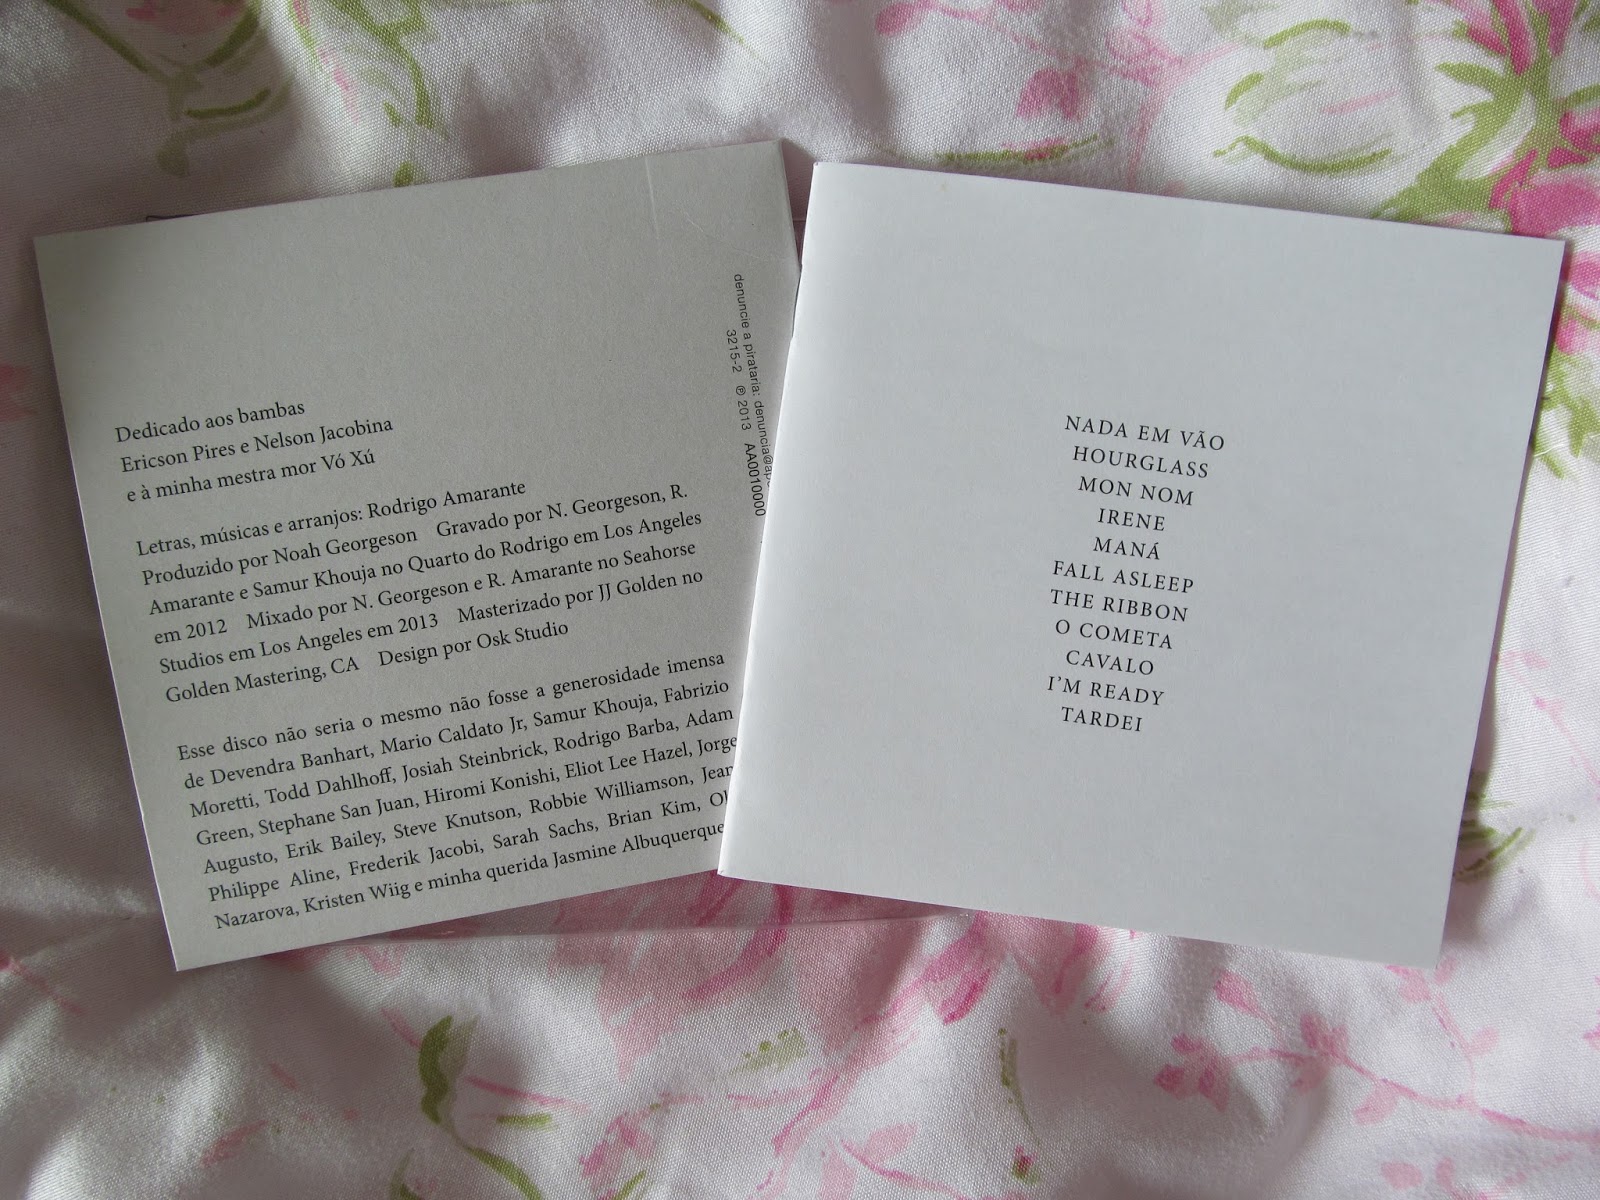 Dedicado aos bambas
Ericson Pires e Nelson Jacobina
e à minha mestra mor Vó Xú
Letras, músicas e arranjos: Rodrigo Amarante
Produzido por Noah Georgeson Gravado por N. Georgeson, R.
Amarante e Samur Khouja no Quarto do Rodrigo em Los Angeles
em 2012 Mixado por N. Georgeson e R. Amarante no Seahorse
Studios em Los Angeles em 2013 Masterizado por JJ Golden no
Golden Mastering, CA Design por Osk Studio
Esse disco não seria o mesmo não fosse a generosidade imensa
de Devendra Banhart, Mario Caldato Jr, Samur Khouja, Fabrizio
Moretti, Todd Dahlhoff, Josiah Steinbrick, Rodrigo Barba, Adam
Green, Stephane San Juan, Hiromi Konishi, Eliot Lee Hazel, Jorge
Augusto, Erik Bailey, Steve Knutson, Robbie Williamson, Jean
Philippe Aline, Frederik Jacobi, Sarah Sachs, Brian Kim,
Nazarova, Kristen Wiig e minha querida Jasmine Albuquerque
denuncie a pirataria:
3215-2 ℗ 2013 AA0010000
NADA EM VÃO
HOURGLASS
MON NOM
IRENE
MANÁ
FALL ASLEEP
THE RIBBON
O COMETA
CAVALO
I'M READY
TARDEI